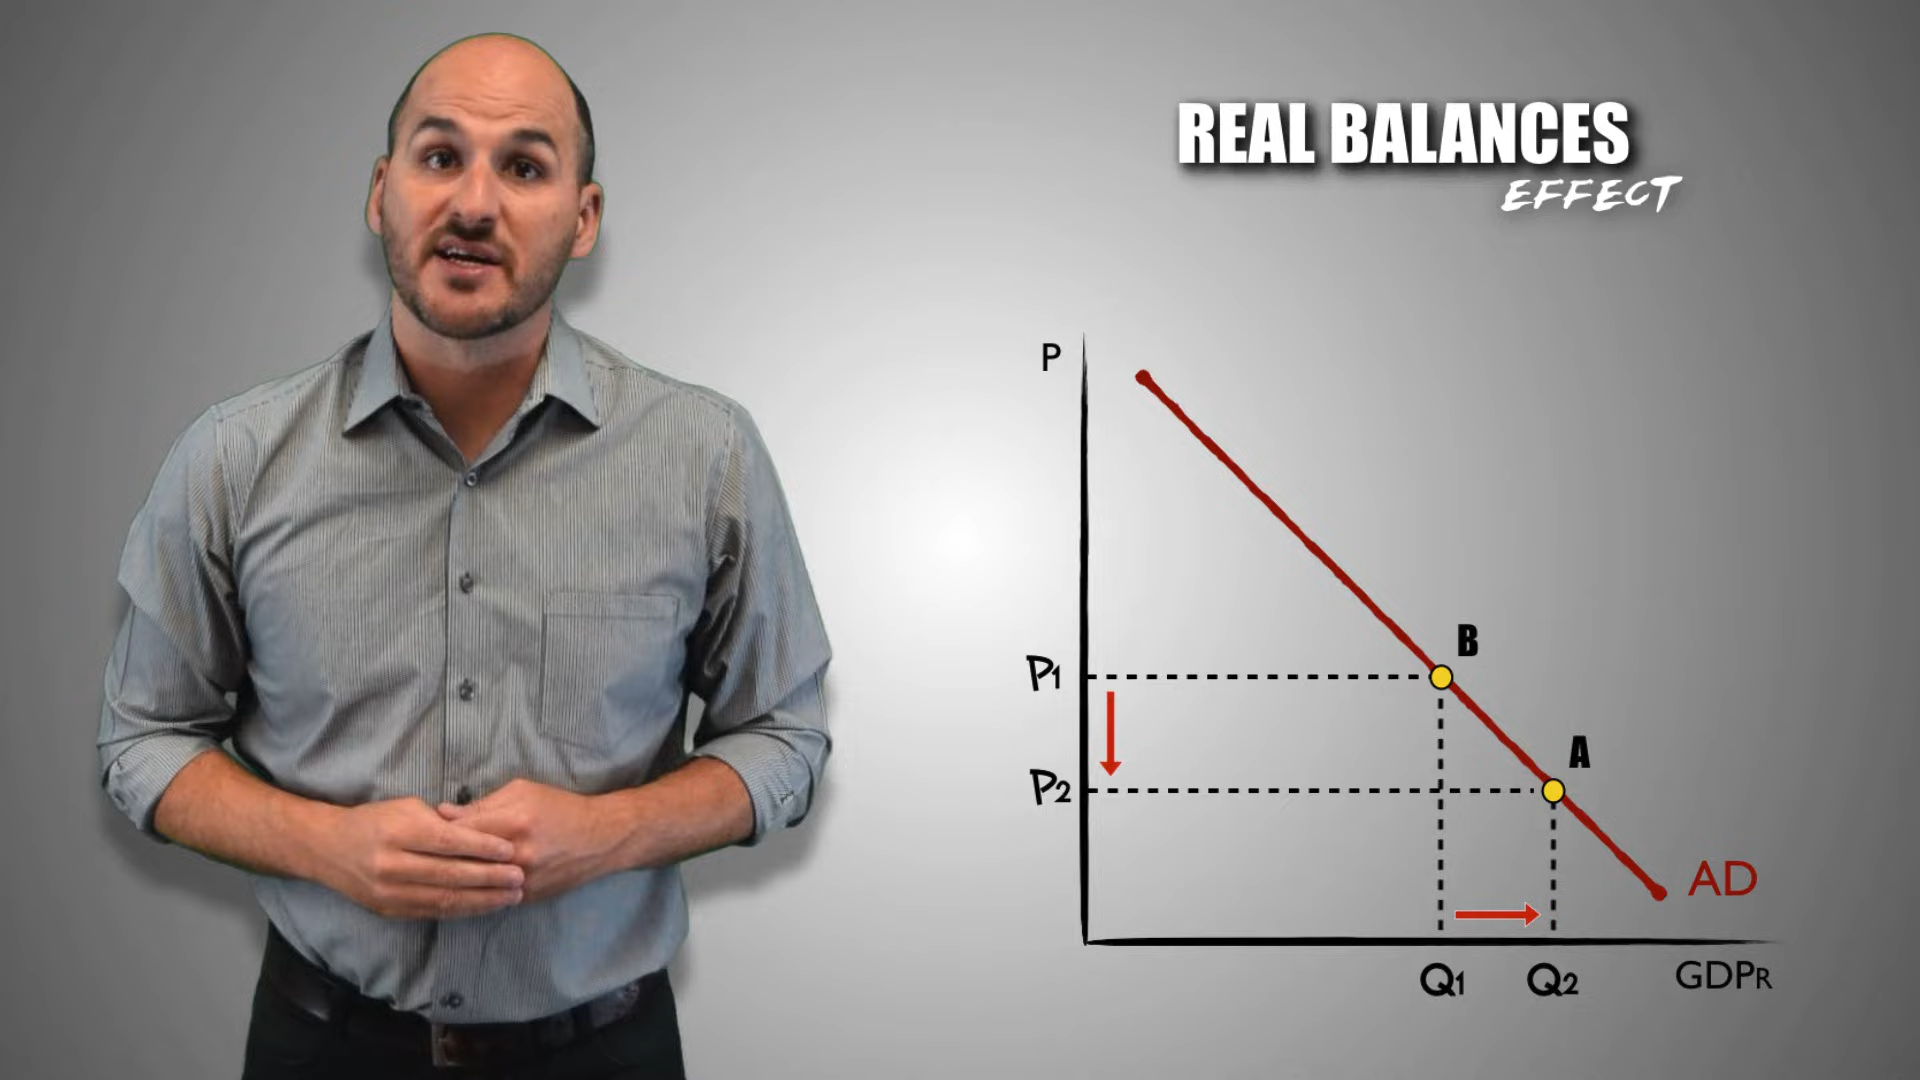 REAL BALANCES
EFFECT
P
B
P1
A
P2
AD
Q1
Q2
GDPR